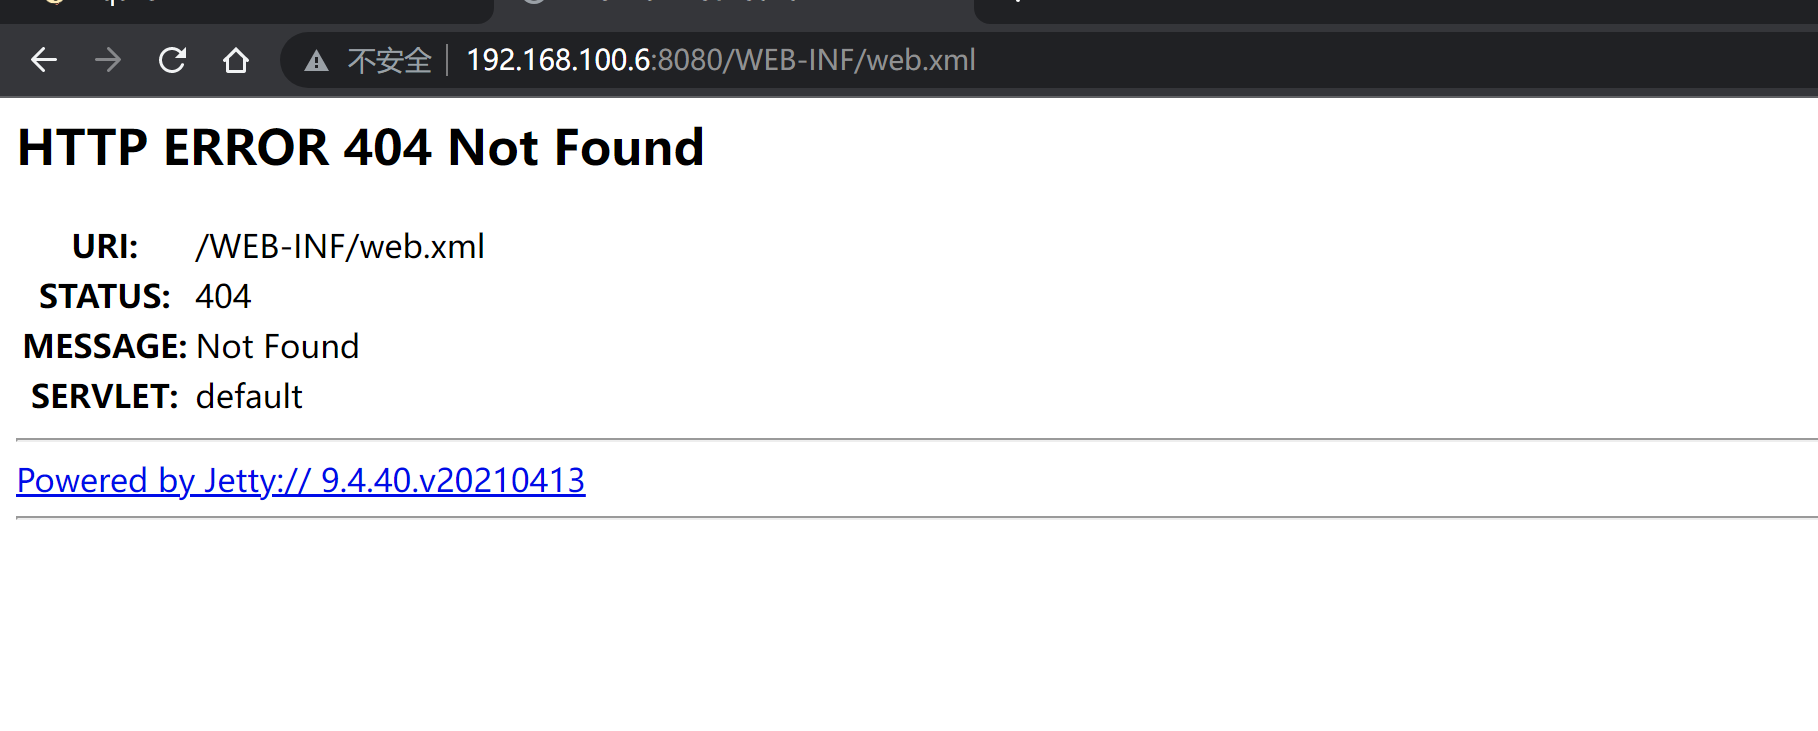 不安全 192.168.100.6:8080/WEB-INF/web.xml
HTTP ERROR 404 Not Found
URI: /WEB-INF/web.xml
STATUS: 404
MESSAGE: Not Found
SERVLET: default
Powered by Jetty:// 9.4.40.v20210413